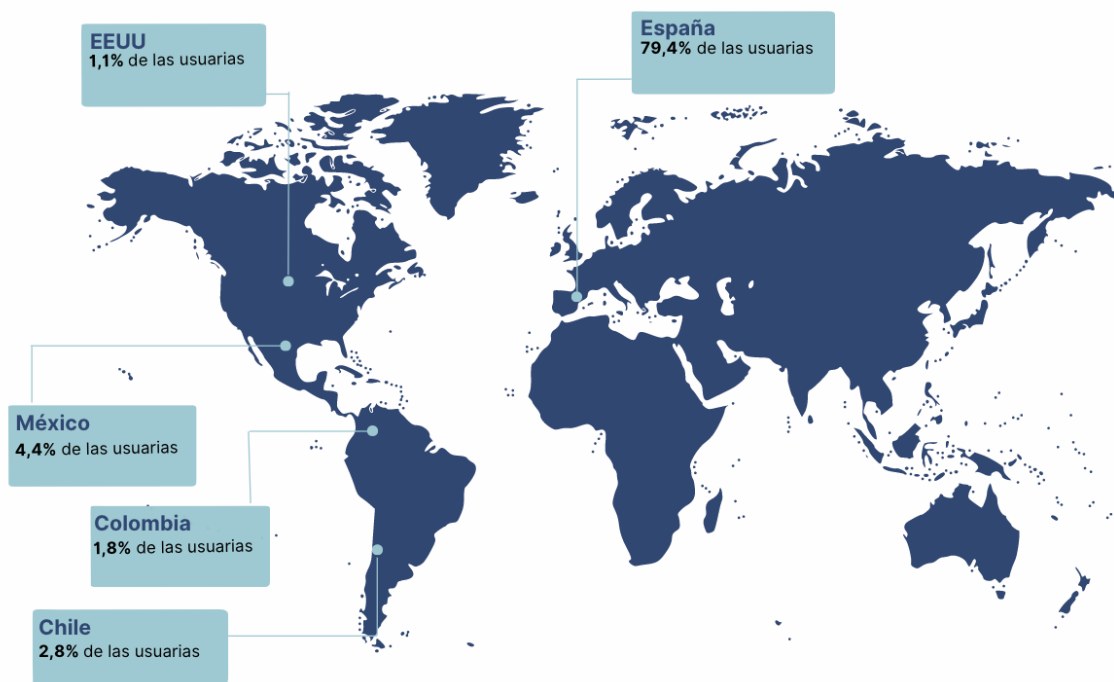 EEUU
1,1% de las usuarias
España
79,4% de las usuarias
México
4,4% de las usuarias
Colombia
1,8% de las usuarias
Chile
2,8% de las usuarias